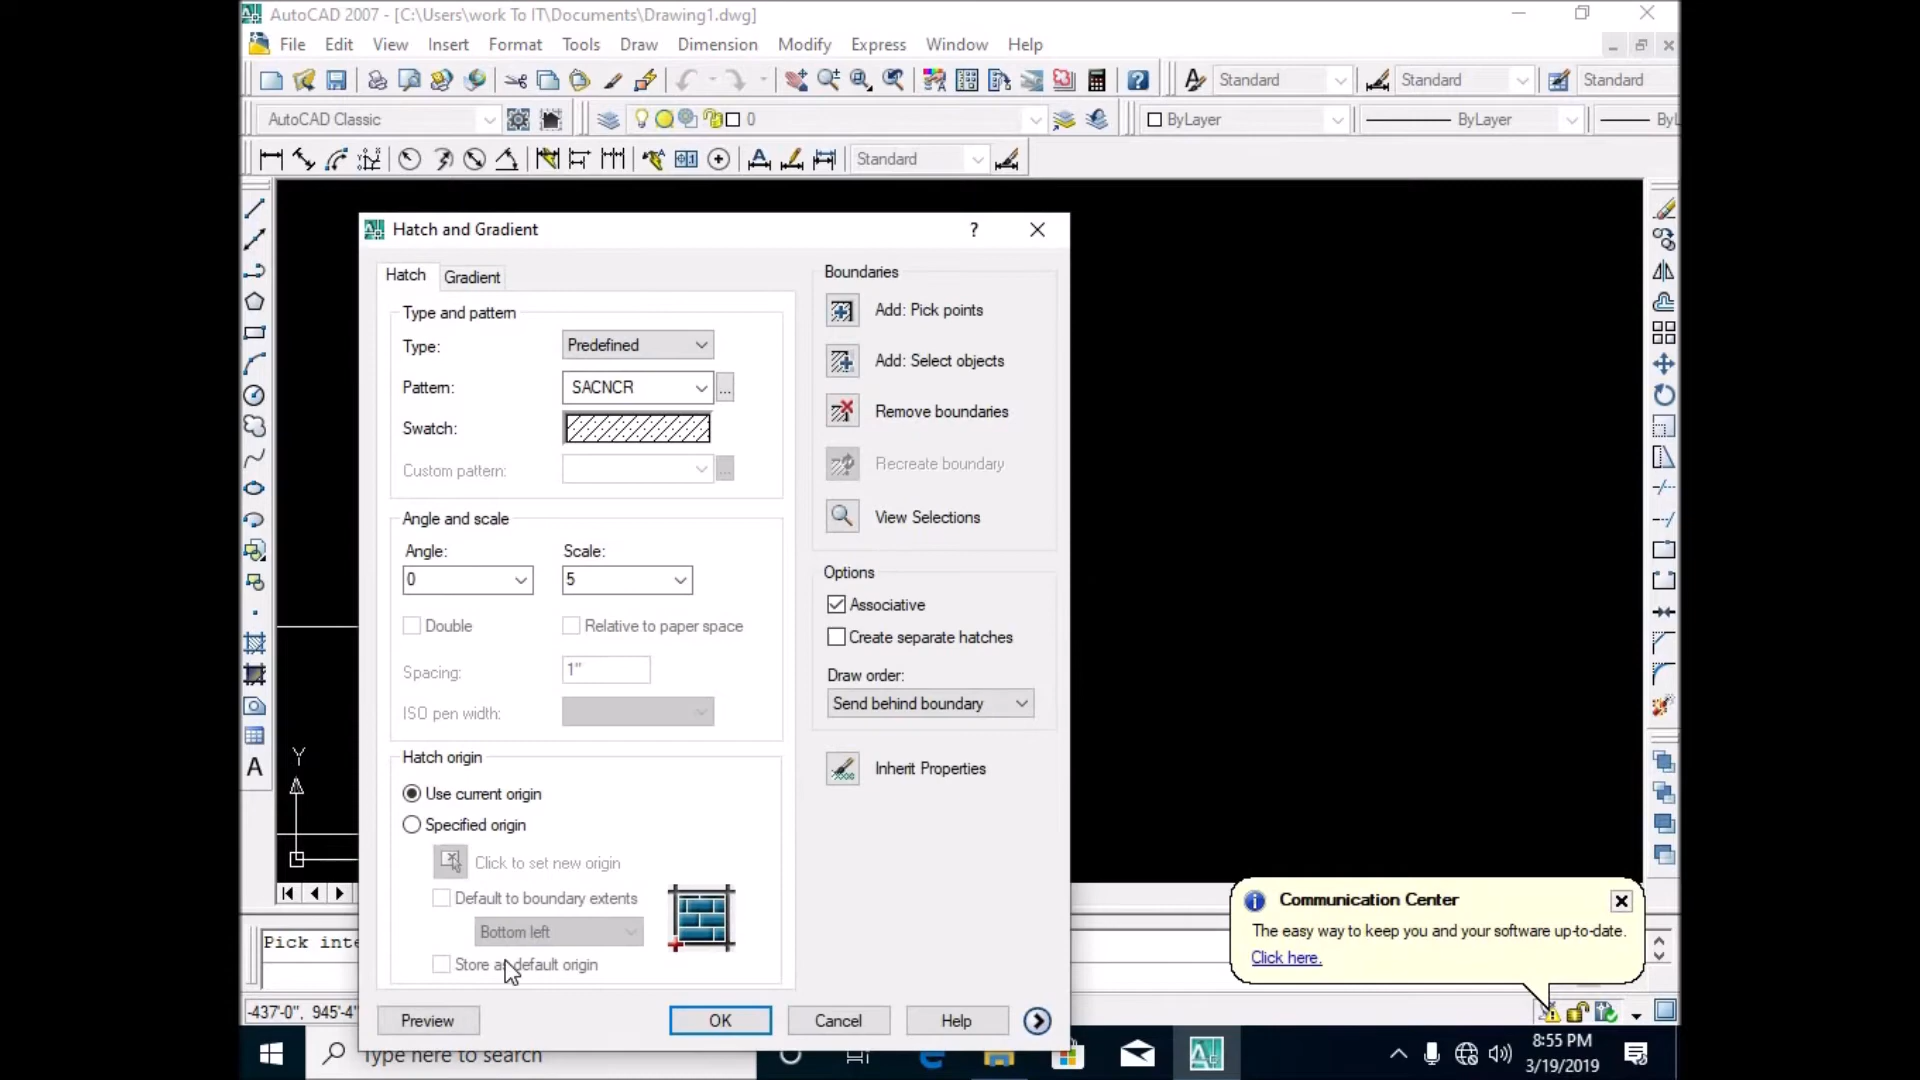 AutoCAD 2007 - [C:\Users\work To IT\Documents\Drawing1.dwg]
File Edit View Insert Format Tools Draw Dimension Modify Express Window Help
Standard Standard Standard
AutoCAD Classic 0 ByLayer ByLayer
Standard
Hatch and Gradient ?
Hatch Gradient
Type and pattern
Type: Predefined
Pattern: SACNCR ...
Swatch:
Custom pattern: ...
Angle and scale
Angle: Scale:
0 5
Double Relative to paper space
Spacing: 1"
ISO pen width:
Hatch origin
Use current origin
Specified origin
Click to set new origin
Default to boundary extents
Bottom left
Store as default origin
Boundaries
Add: Pick points
Add: Select objects
Remove boundaries
Recreate boundary
View Selections
Options
Associative
Create separate hatches
Draw order:
Send behind boundary
Inherit Properties
Preview OK Cancel Help
Y
A
Pick
-437'-0", 945'-4"
Communication Center
The easy way to keep you and your software up-to-date.
Click here.
Type here to search
8:55 PM
3/19/2019